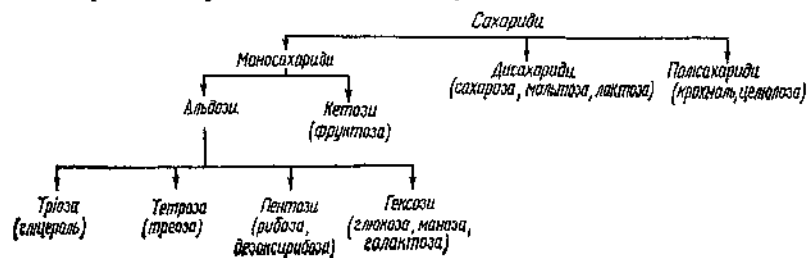 Сахариди
Моносахариди
Дисахариди
(сахароза, мальтоза, лактоза)
Полісахариди
(крохмаль, целюлоза)
Альдози
Кетози
(фруктоза)
Тріоза
(гліцераль)
Тетроза
(треоза)
Пентози
(рибоза,
дезоксирибоза)
Гексози
(глюкоза, маноза,
галактоза)